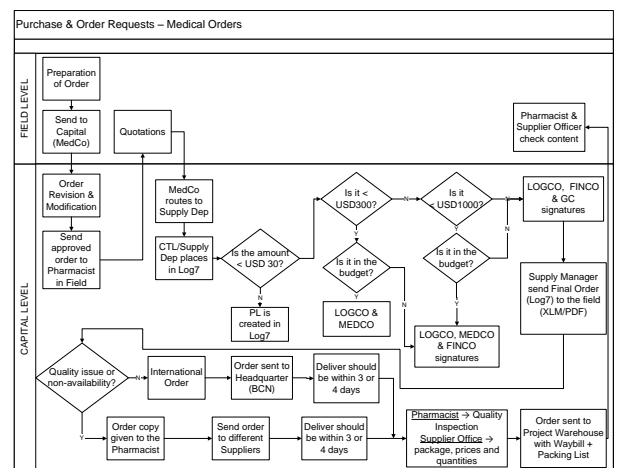 Purchase & Order Requests – Medical Orders
FIELD LEVEL
Preparation
of Order
Send to
Capital
(MedCo)
Quotations
Pharmacist &
Supplier Officer
check content
CAPITAL LEVEL
Order
Revision &
Modification
Send
approved
order to
Pharmacist
in Field
MedCo
routes to
Supply Dep
CTL/Supply
Dep places
in Log7
Is the amount
< USD 30?
N
PL is
created in
Log7
Is it <
USD300?
N
Y
Is it in the
budget?
Y
N
LOGCO &
MEDCO
Is it
< USD1000?
N
Y
Is it in the
budget?
N
Y
LOGCO, MEDCO
& FINCO
signatures
LOGCO, FINCO
& GC
signatures
Supply Manager
send Final Order
(Log7) to the field
(XLM/PDF)
Quality issue or
non-availability?
N
International
Order
Order sent to
Headquarter
(BCN)
Deliver should
be within 3 or
4 days
Y
Order copy
given to the
Pharmacist
Send order
to different
Suppliers
Deliver should
be within 3 or
4 days
Pharmacist → Quality
Inspection
Supplier Office →
package, prices and
quantities
Order sent to
Project Warehouse
with Waybill +
Packing List